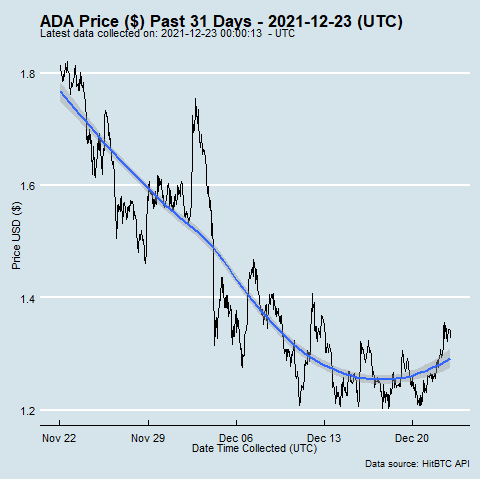 ADA Price ($) Past 31 Days - 2021-12-23 (UTC)
Latest data collected on: 2021-12-23 00:00:13 - UTC
Price USD ($)
1.8
1.6
1.4
1.2
Nov 22 Nov 29 Dec 06 Dec 13 Dec 20
Date Time Collected (UTC)
Data source: HitBTC API